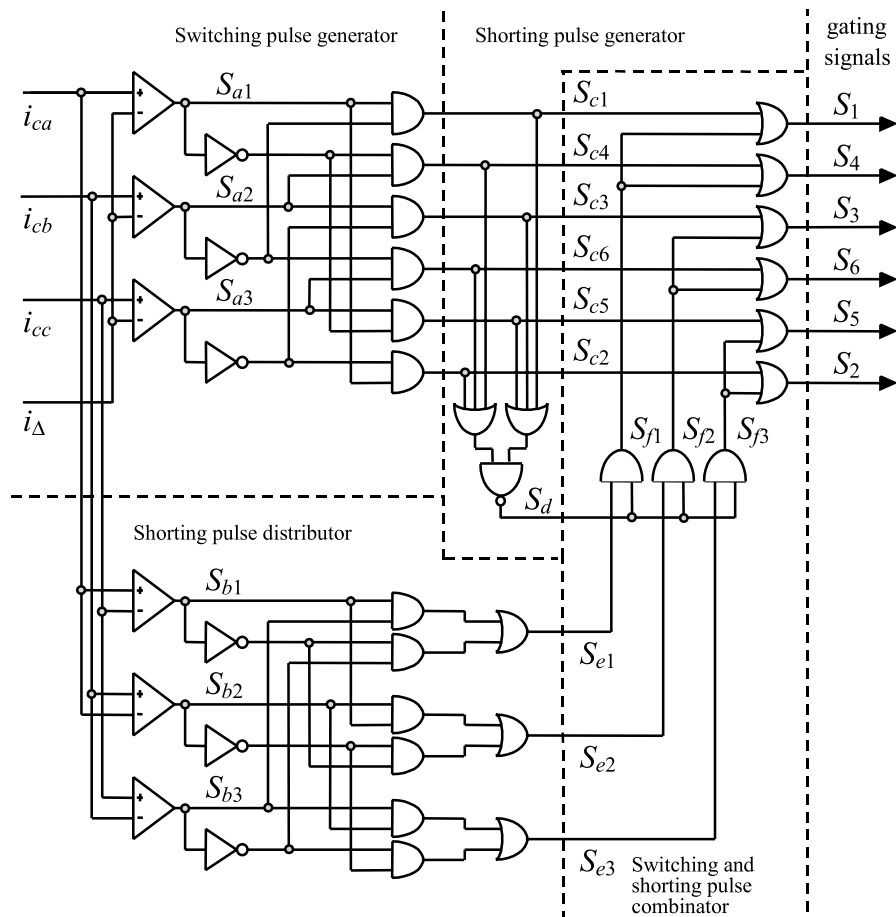 Switching pulse generator
Shorting pulse generator
gating
signals
i_ca
S_a1
S_c1
S_1
S_c4
S_4
i_cb
S_a2
S_c3
S_3
S_c6
S_6
i_cc
S_a3
S_c5
S_5
S_c2
S_2
i_Δ
S_f1
S_f2
S_f3
S_d
Shorting pulse distributor
S_b1
S_e1
S_b2
S_e2
S_b3
S_e3
Switching and
shorting pulse
combinator